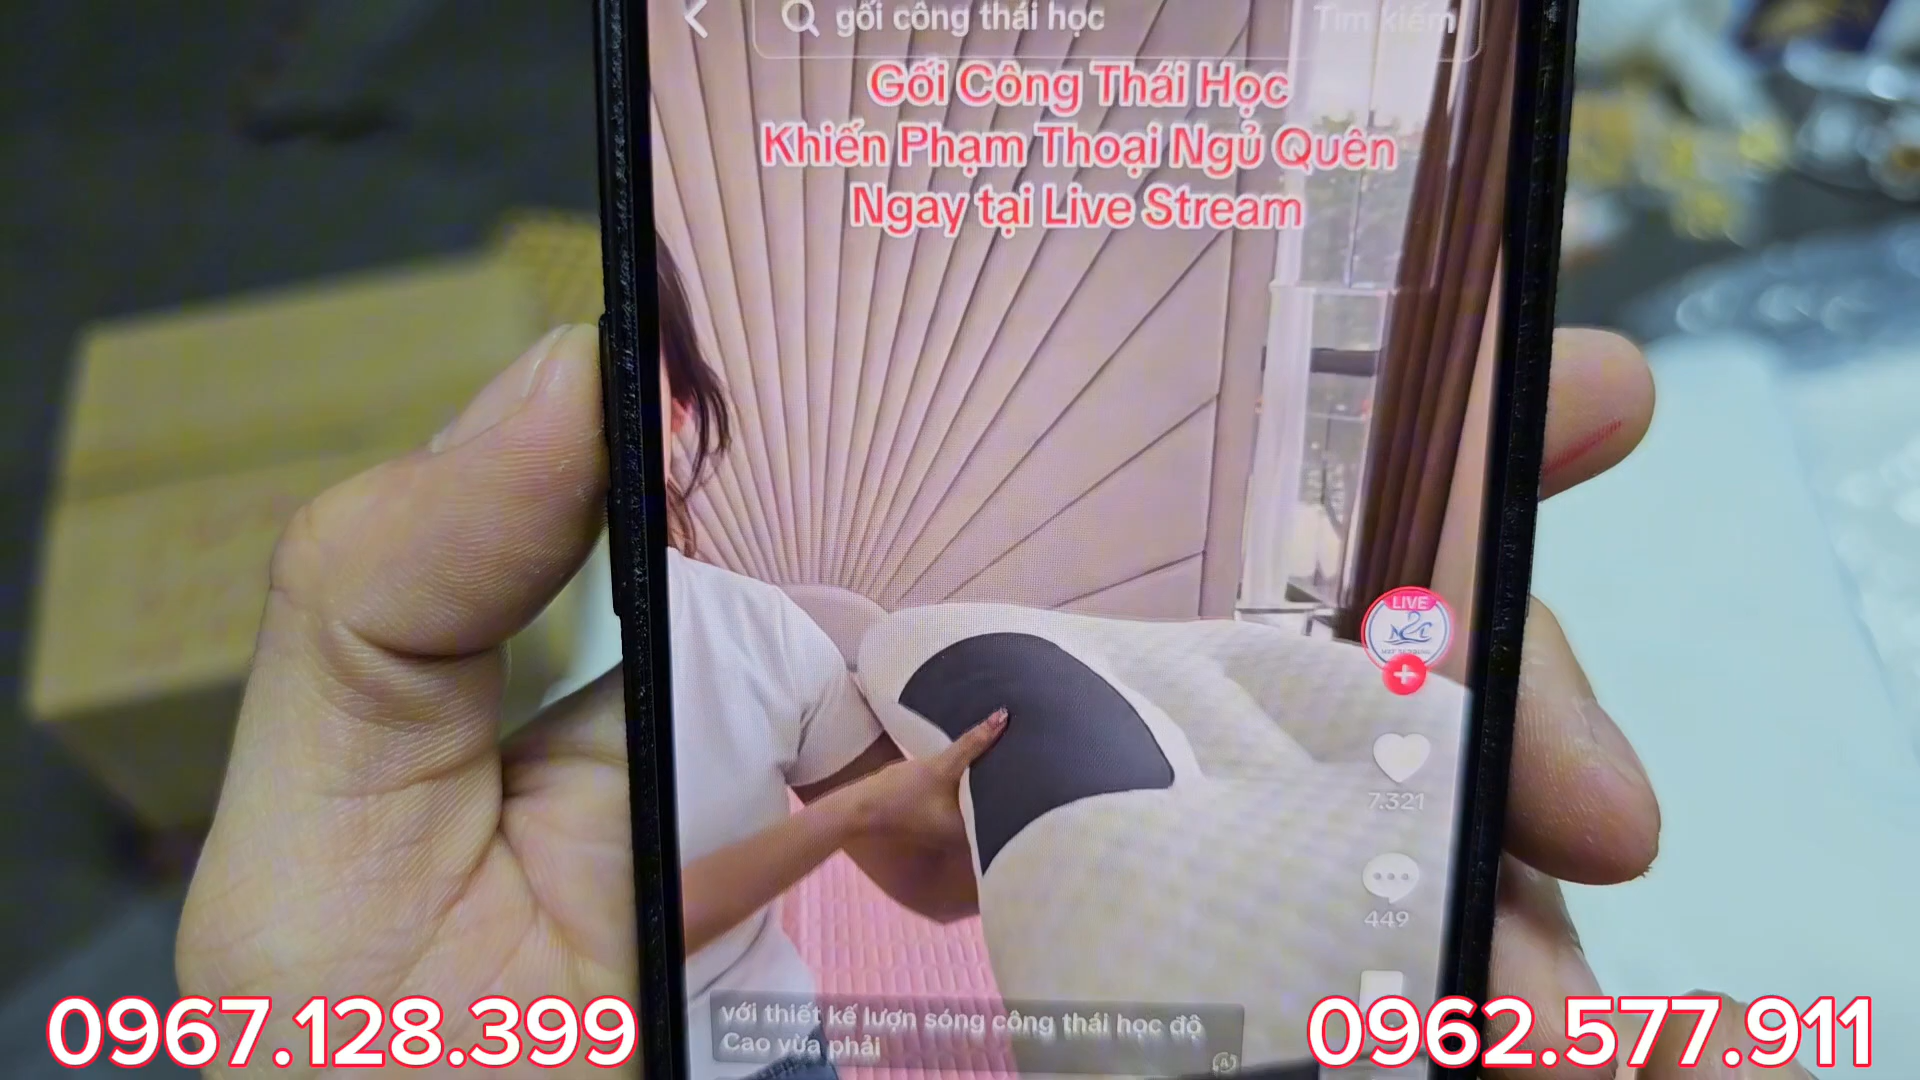 gối công thái học
Tìm kiếm
Gối Công Thái Học
Khiến Phạm Thoại Ngủ Quên
Ngay tại Live Stream
LIVE
7.321
449
với thiết kế lượn sóng công thái học độ
Cao vừa phải
0967.128.399
0962.577.911